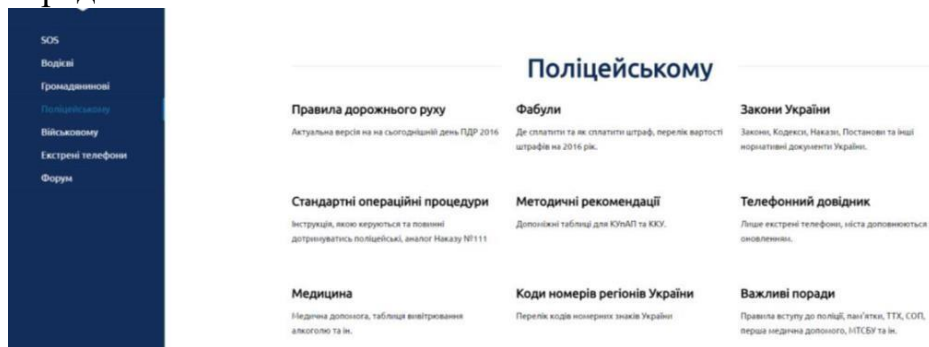 SOS
Водієві
Громадянинові
Поліцейському
Військовому
Екстрені телефони
Форум
Поліцейському
Правила дорожнього руху
Актуальна версія на на сьогоднішній день ПДР 2016
Фабули
Де сплатити та як сплатити штраф, перелік вартості
штрафів на 2016 рік.
Закони України
Закони, Кодекси, Накази, Постанови та інші
нормативні документи України.
Стандартні операційні процедури
Інструкція, якою керуються та повинні
дотримуватись поліцейські, аналог Наказу №111
Методичні рекомендації
Допоміжні таблиці для КУпАП та ККУ.
Телефонний довідник
Лише екстрені телефони, міста доповнюються
оновленням.
Медицина
Медична допомога, таблиця вивітрювання
алкоголю та ін.
Коди номерів регіонів України
Перелік кодів номерних знаків України
Важливі поради
Правила вступу до поліції, пам'ятки, ТТХ, СОП,
перша медична допомого, МТСБУ та ін.